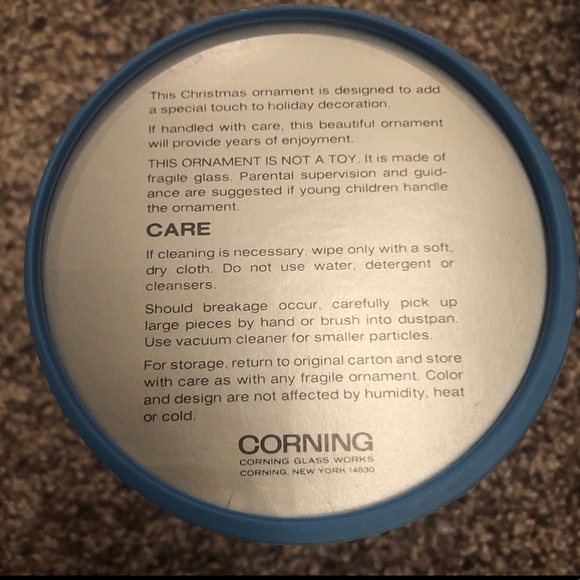 This Christmas ornament is designed to add
a special touch to holiday decoration.
If handled with care, this beautiful ornament
will provide years of enjoyment.
THIS ORNAMENT IS NOT A TOY. It is made of
fragile glass. Parental supervision and guid-
ance are suggested if young children handle
the ornament.
CARE
If cleaning is necessary, wipe only with a soft,
dry cloth. Do not use water, detergent or
cleansers.
Should breakage occur, carefully pick up
large pieces by hand or brush into dustpan.
Use vacuum cleaner for smaller particles.
For storage, return to original carton and store
with care as with any fragile ornament. Color
and design are not affected by humidity, heat
or cold.
CORNING
CORNING GLASS WORKS
CORNING, NEW YORK 14830